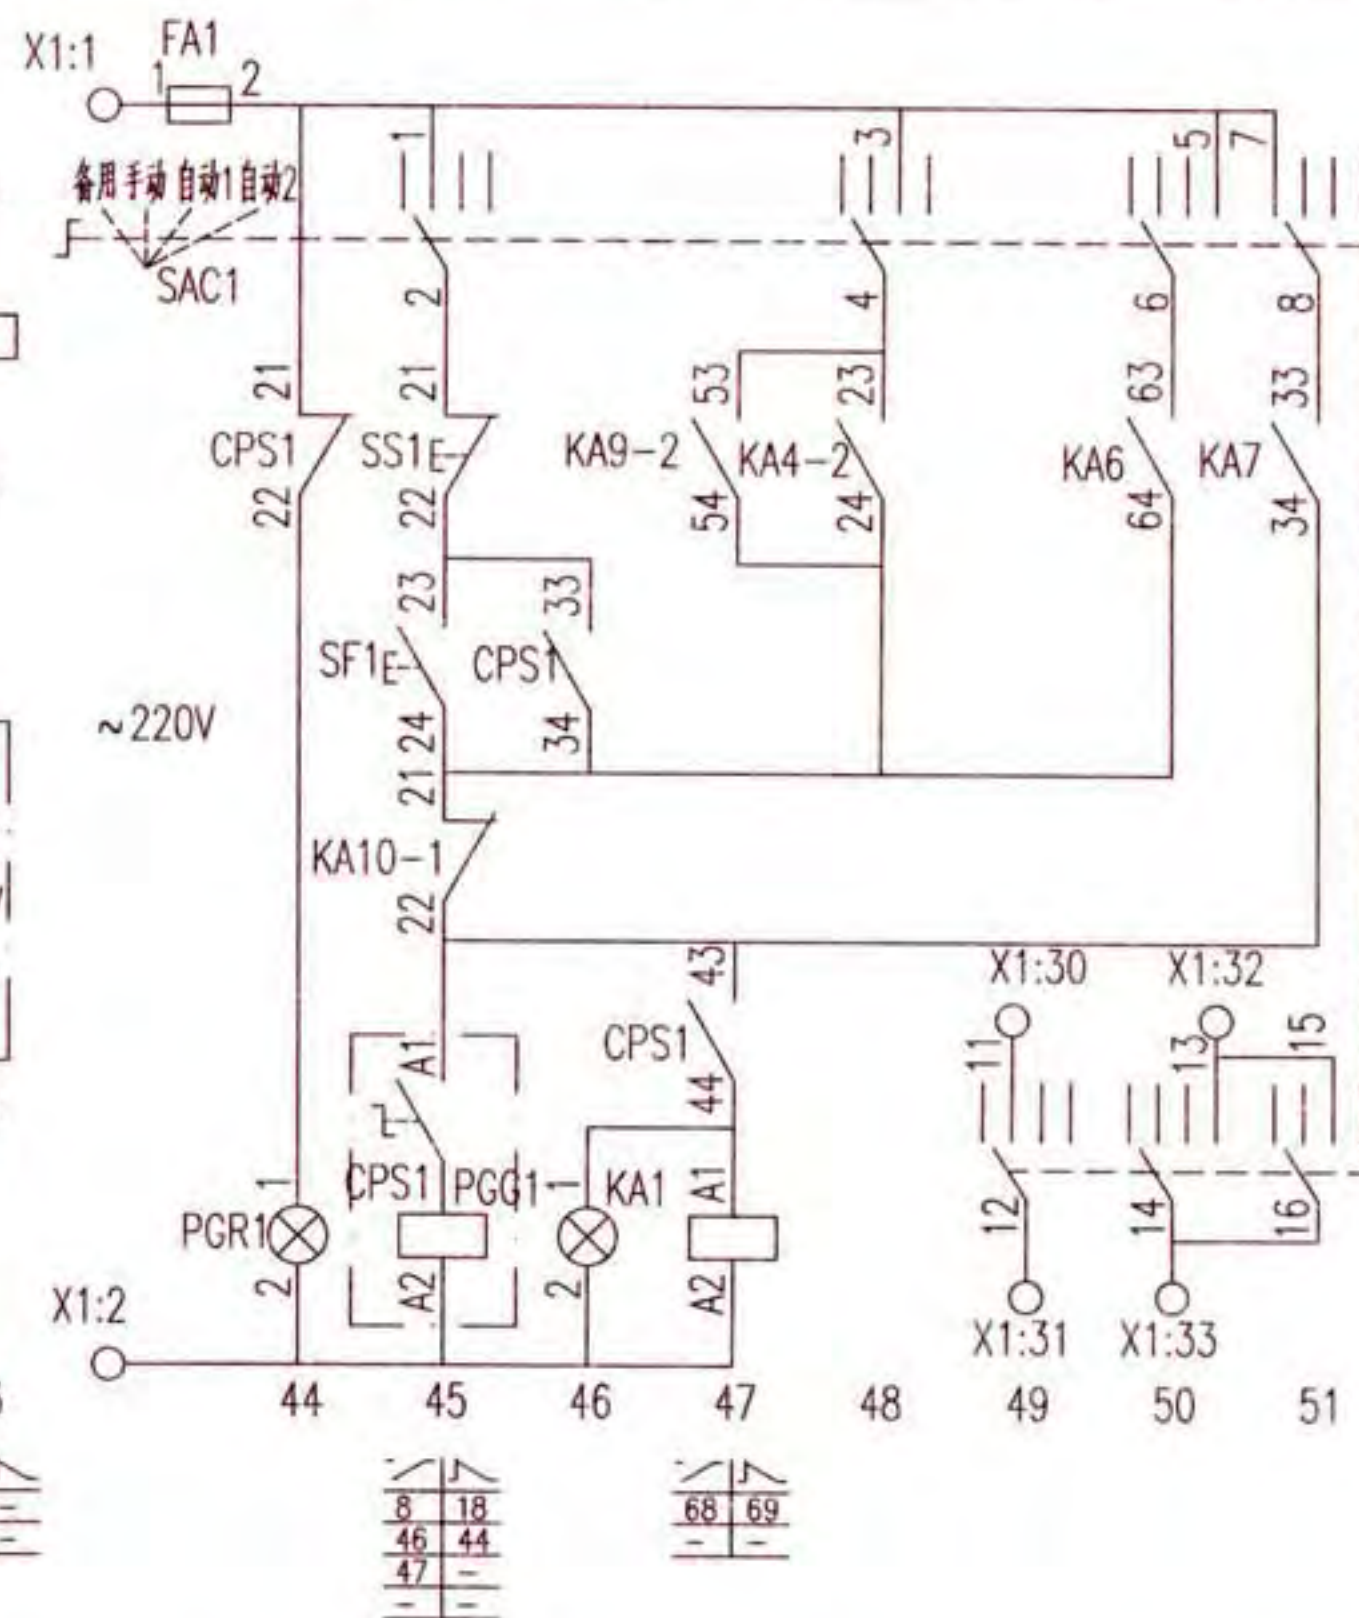 X1:1
FA1
1
2
备用 手动 自动1 自动2
SAC1
1
3
5
7
2
4
6
8
21
21
53
23
63
33
CPS1
SS1
E
KA9-2
KA4-2
KA6
KA7
22
22
54
24
64
34
23
33
SF1
E
CPS1
24
34
~220V
21
KA10-1
22
43
X1:30
X1:32
CPS1
11
13
15
A1
44
CPS1
PGG1
1
KA1
A1
12
14
16
1
PGR1
2
A2
2
A2
X1:2
X1:31
X1:33
44
45
46
47
48
49
50
51
8 18
46 44
47 -
- -
68 69
- -